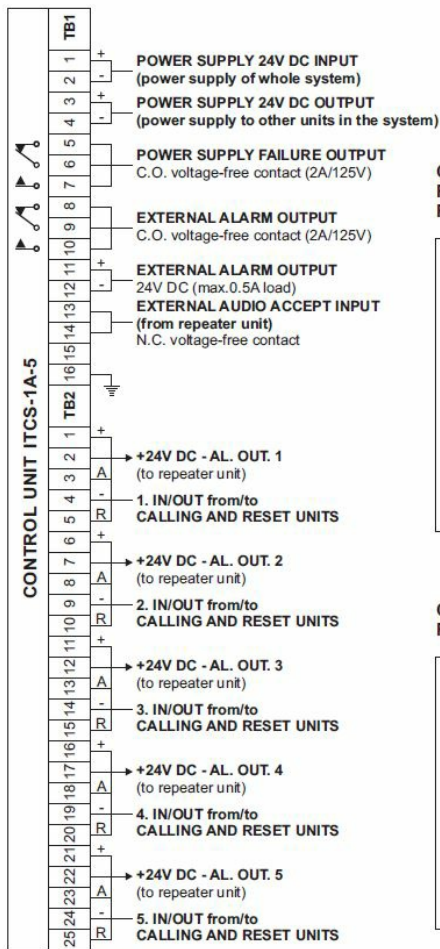 CONTROL UNIT ITCS-1A-5
TB1
1 +
2 -
POWER SUPPLY 24V DC INPUT
(power supply of whole system)
3 +
4 -
POWER SUPPLY 24V DC OUTPUT
(power supply to other units in the system)
5
6
7
POWER SUPPLY FAILURE OUTPUT
C.O. voltage-free contact (2A/125V)
8
9
10
EXTERNAL ALARM OUTPUT
C.O. voltage-free contact (2A/125V)
11 +
12 -
EXTERNAL ALARM OUTPUT
24V DC (max.0.5A load)
13
14
EXTERNAL AUDIO ACCEPT INPUT
(from repeater unit)
N.C. voltage-free contact
15
16
TB2
1 +
2
3 A
4 -
5 R
+24V DC - AL. OUT. 1
(to repeater unit)
1. IN/OUT from/to
CALLING AND RESET UNITS
6 +
7
8 A
9 -
10 R
+24V DC - AL. OUT. 2
(to repeater unit)
2. IN/OUT from/to
CALLING AND RESET UNITS
11 +
12
13 A
14 -
15 R
+24V DC - AL. OUT. 3
(to repeater unit)
3. IN/OUT from/to
CALLING AND RESET UNITS
16 +
17
18 A
19 -
20 R
+24V DC - AL. OUT. 4
(to repeater unit)
4. IN/OUT from/to
CALLING AND RESET UNITS
21 +
22
23 A
24 -
25 R
+24V DC - AL. OUT. 5
(to repeater unit)
5. IN/OUT from/to
CALLING AND RESET UNITS